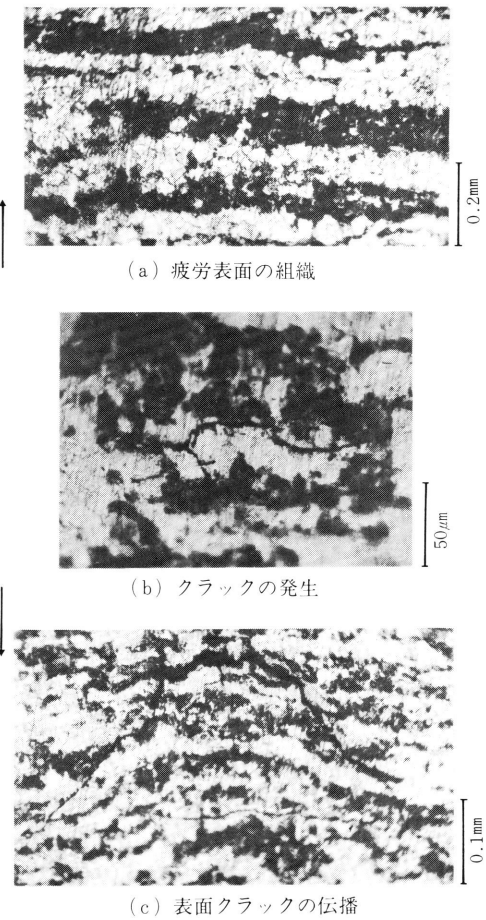 0.2mm
(a) 疲労表面の組織
50μm
(b) クラックの発生
0.1mm
(c) 表面クラックの伝播